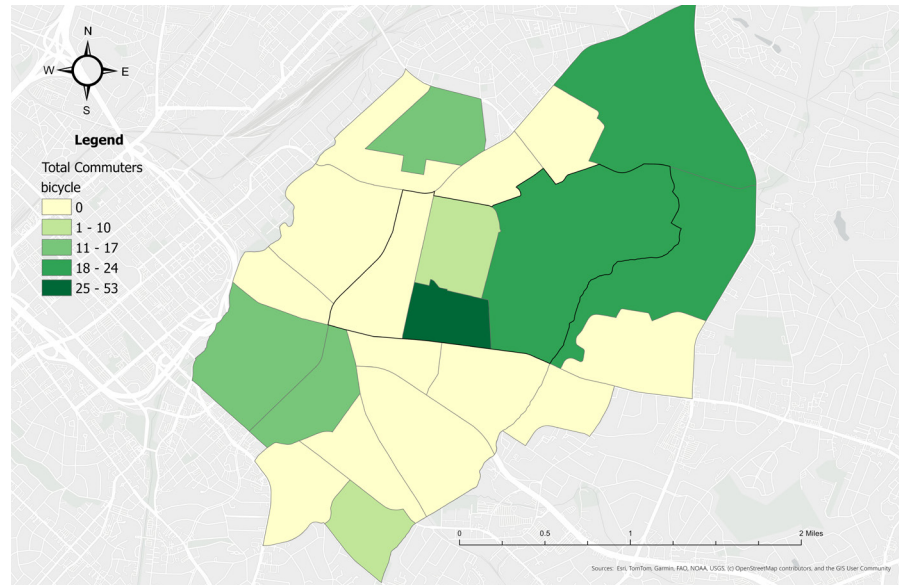 N
W E
S
Legend
Total Commuters
bicycle
0
1 - 10
11 - 17
18 - 24
25 - 53
0 0.5 1 2 Miles
Sources: Esri, TomTom, Garmin, FAO, NOAA, USGS, (c) OpenStreetMap contributors, and the GIS User Community